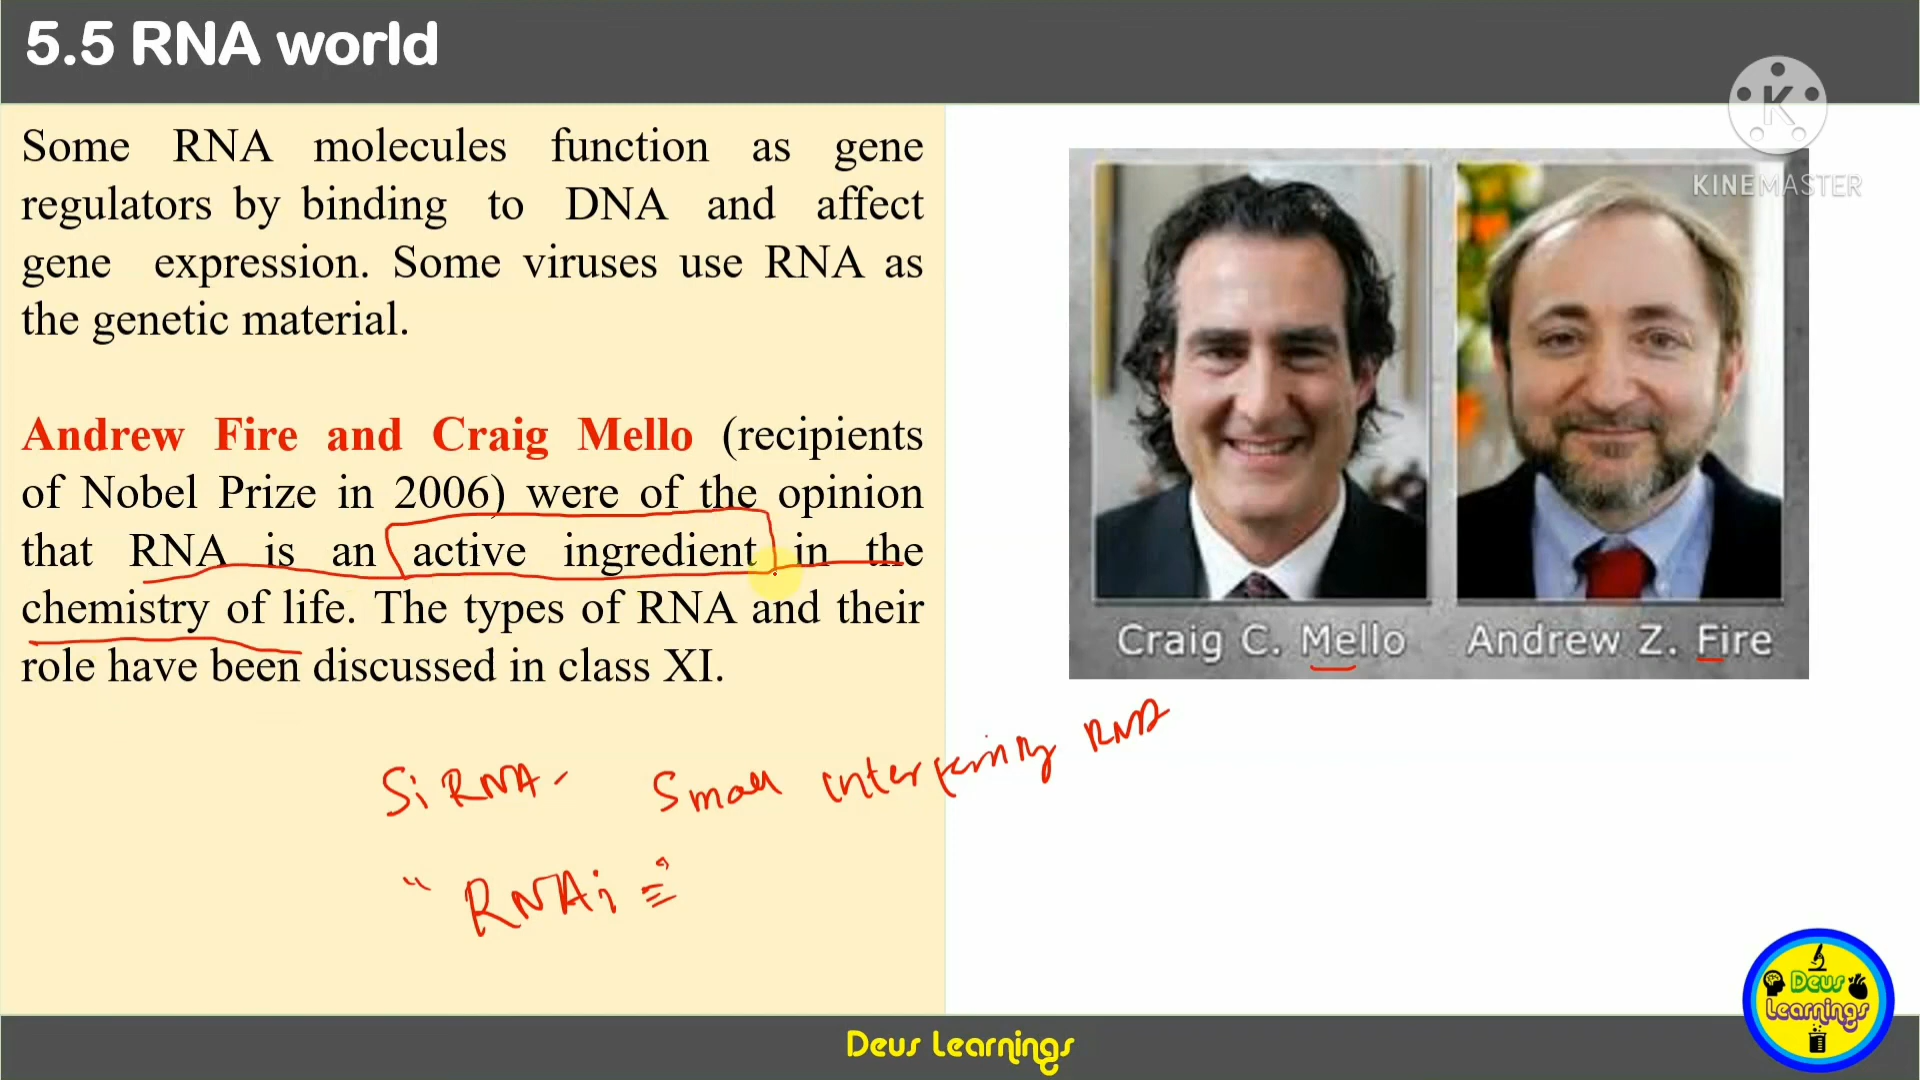 5.5 RNA world
KINEMASTER
Some RNA molecules function as gene
regulators by binding to DNA and affect
gene expression. Some viruses use RNA as
the genetic material.
Andrew Fire and Craig Mello (recipients
of Nobel Prize in 2006) were of the opinion
that RNA is an active ingredient in the
chemistry of life. The types of RNA and their
role have been discussed in class XI.
Craig C. Mello Andrew Z. Fire
SiRNA - Small interfering RNA
" RNAi =
Deus Learnings
Deus
Learnings